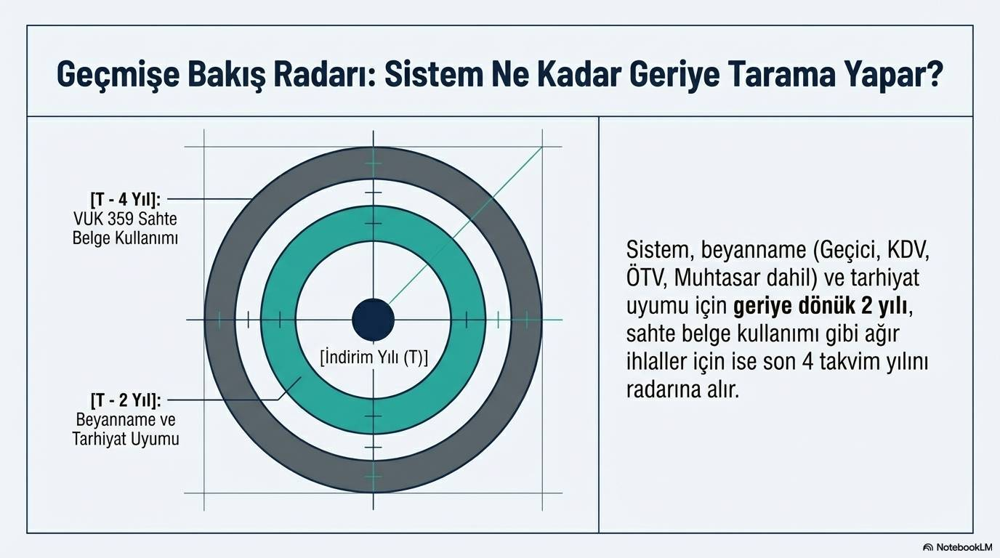 Geçmişe Bakış Radarı: Sistem Ne Kadar Geriye Tarama Yapar?
[T - 4 Yıl]:
VUK 359 Sahte
Belge Kullanımı
[İndirim Yılı (T)]
[T - 2 Yıl]:
Beyanname ve
Tarhiyat Uyumu
Sistem, beyanname (Geçici, KDV,
ÖTV, Muhtasar dahil) ve tarhiyat
uyumu için geriye dönük 2 yılı,
sahte belge kullanımı gibi ağır
ihlaller için ise son 4 takvim yılını
radarına alır.
NotebookLM